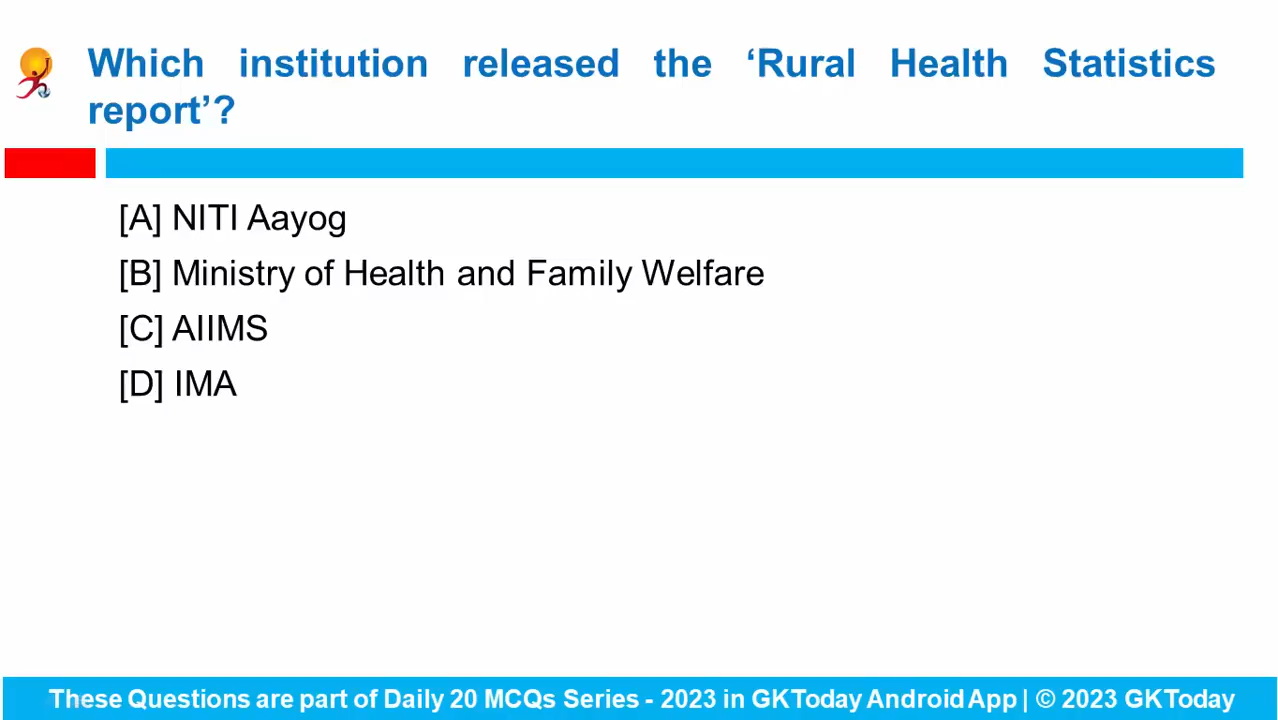 Which institution released the ‘Rural Health Statistics
report’?
[A] NITI Aayog
[B] Ministry of Health and Family Welfare
[C] AIIMS
[D] IMA
These Questions are part of Daily 20 MCQs Series - 2023 in GKToday Android App | © 2023 GKToday